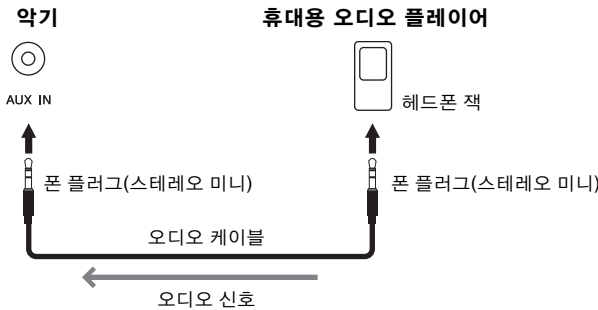 악기
휴대용 오디오 플레이어
AUX IN
헤드폰 잭
폰 플러그(스테레오 미니)
폰 플러그(스테레오 미니)
오디오 케이블
오디오 신호